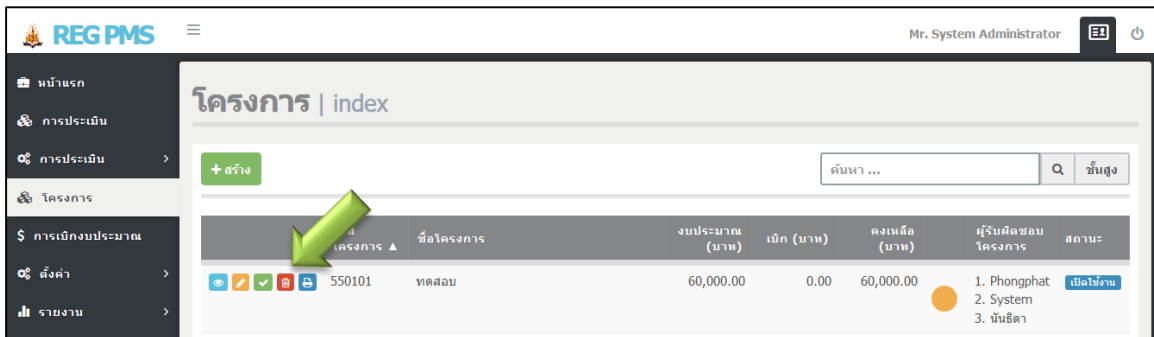 REG PMS
Mr. System Administrator
หน้าแรก
การประเมิน
การประเมิน
โครงการ
$ การเบิกงบประมาณ
ตั้งค่า
รายงาน
โครงการ | index
+ สร้าง
ค้นหา ...
ขั้นสูง
โครงการ ▲
ชื่อโครงการ
งบประมาณ
(บาท)
เบิก (บาท)
คงเหลือ
(บาท)
ผู้รับผิดชอบ
โครงการ
สถานะ
550101
ทดสอบ
60,000.00
0.00
60,000.00
1. Phongphat
2. System
3. นันธิดา
เปิดใช้งาน